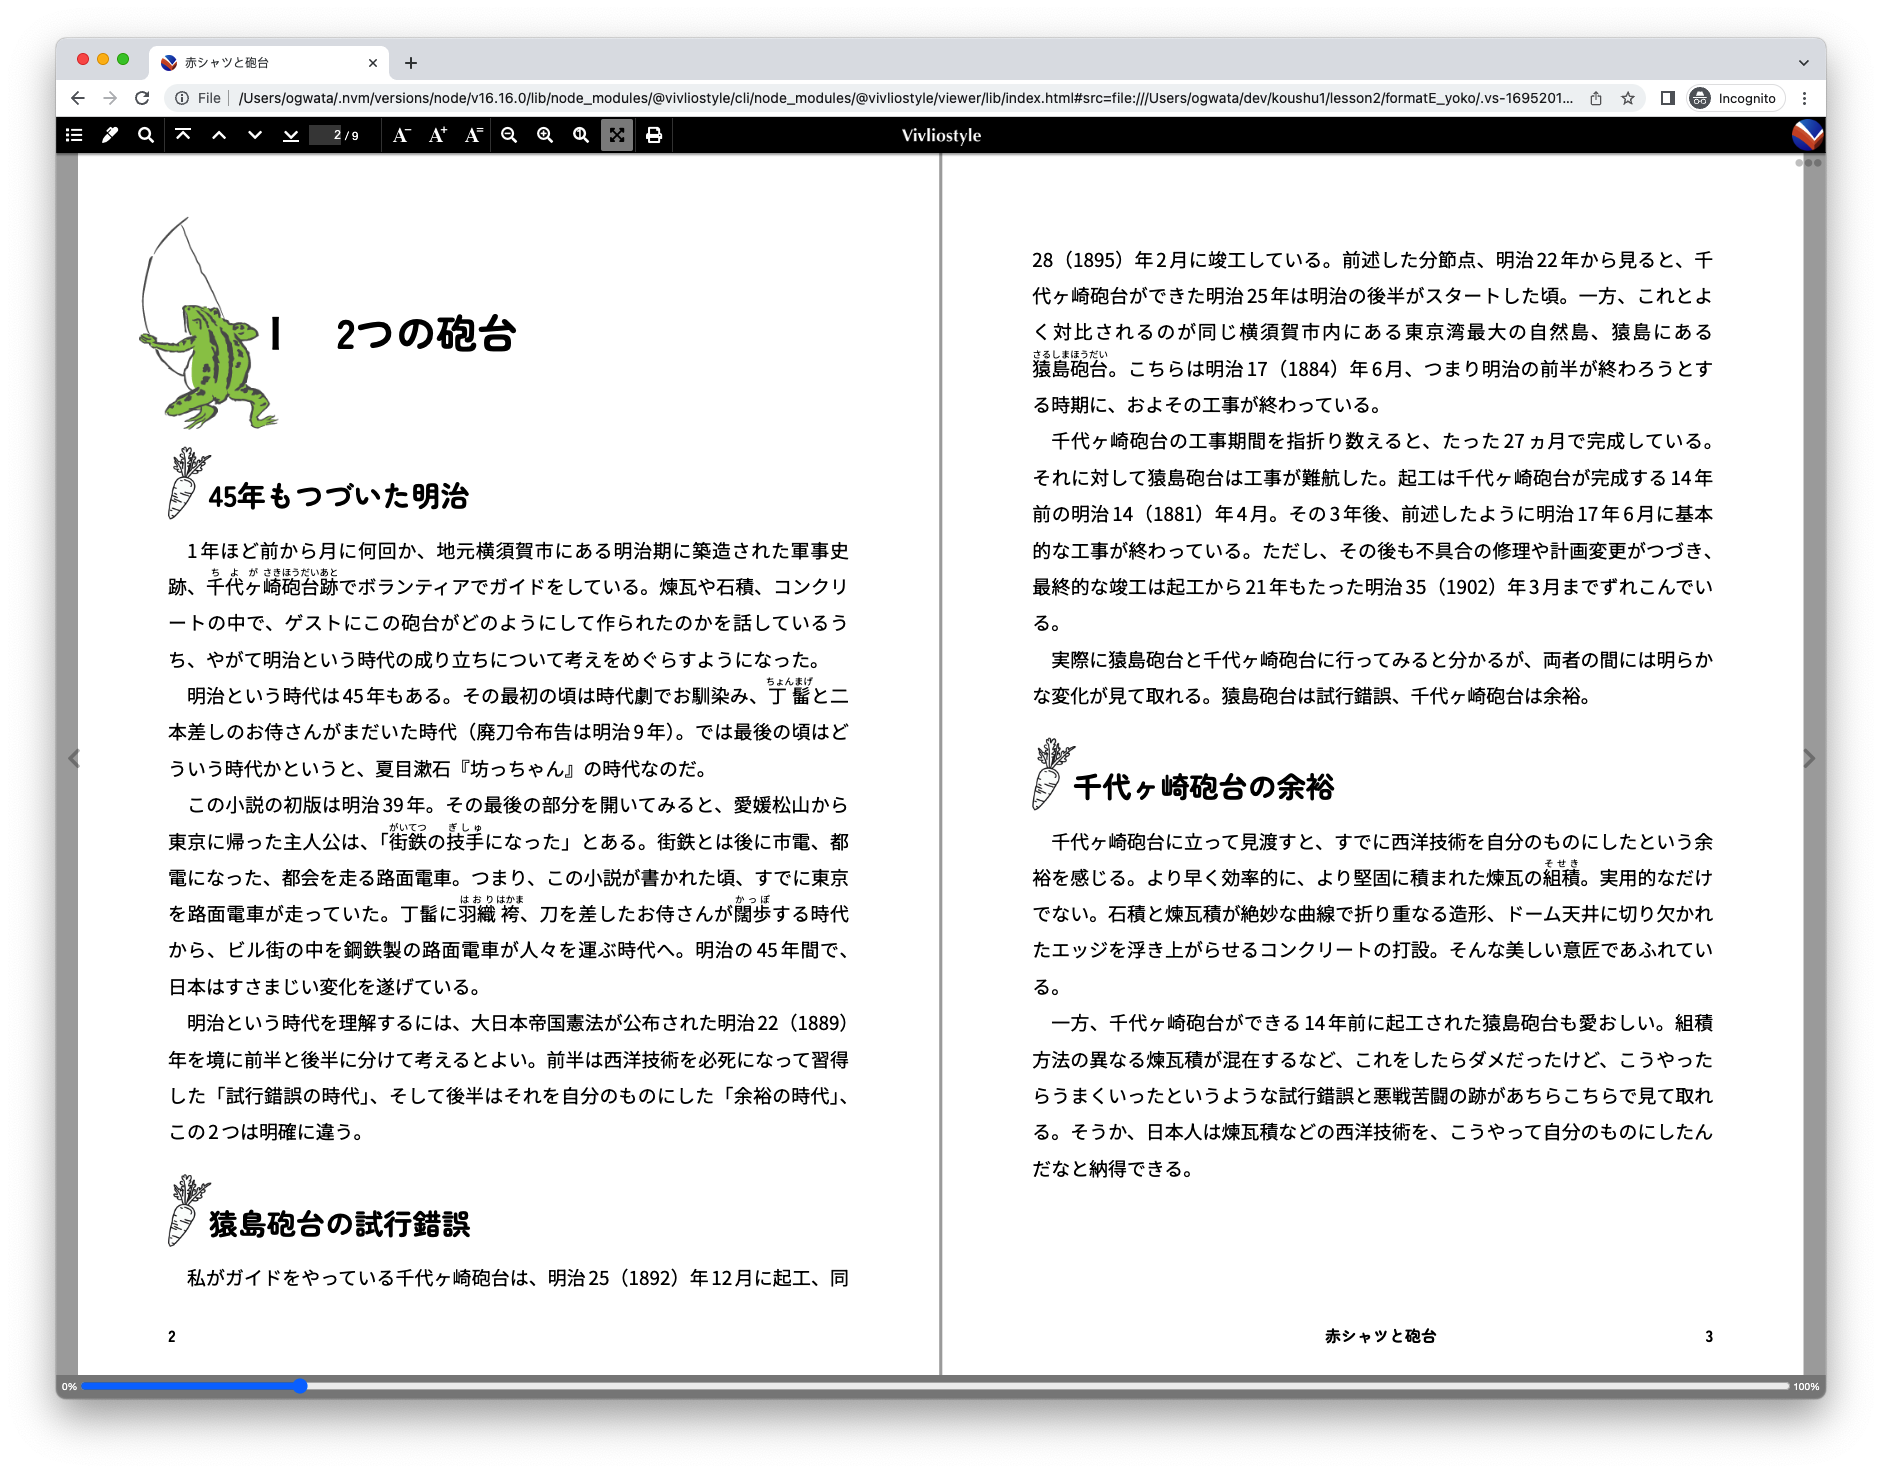 赤シャツと砲台
File
/Users/ogwata/.nvm/versions/node/v16.16.0/lib/node_modules/@vivliostyle/cli/node_modules/@vivliostyle/viewer/lib/index.html#src=file:///Users/ogwata/dev/koushu1/lesson2/formatE_yoko/.vs-1695201...
Incognito
2 / 9
A− A+ A=
Vivliostyle
1 2つの砲台
45年もつづいた明治
1年ほど前から月に何回か、地元横須賀市にある明治期に築造された軍事史
ちよがさきほうだいあと
跡、千代ヶ崎砲台跡でボランティアでガイドをしている。煉瓦や石積、コンクリ
ートの中で、ゲストにこの砲台がどのようにして作られたのかを話しているう
ち、やがて明治という時代の成り立ちについて考えをめぐらすようになった。
ちょんまげ
明治という時代は45年もある。その最初の頃は時代劇でお馴染み、丁髷と二
本差しのお侍さんがまだいた時代（廃刀令布告は明治9年）。では最後の頃はど
ういう時代かというと、夏目漱石『坊っちゃん』の時代なのだ。
この小説の初版は明治39年。その最後の部分を開いてみると、愛媛松山から
がいてつ ぎしゅ
東京に帰った主人公は、「街鉄の技手になった」とある。街鉄とは後に市電、都
電になった、都会を走る路面電車。つまり、この小説が書かれた頃、すでに東京
はおりはかま かっぽ
を路面電車が走っていた。丁髷に羽織袴、刀を差したお侍さんが闊歩する時代
から、ビル街の中を鋼鉄製の路面電車が人々を運ぶ時代へ。明治の45年間で、
日本はすさまじい変化を遂げている。
明治という時代を理解するには、大日本帝国憲法が公布された明治22（1889）
年を境に前半と後半に分けて考えるとよい。前半は西洋技術を必死になって習得
した「試行錯誤の時代」、そして後半はそれを自分のものにした「余裕の時代」、
この2つは明確に違う。
猿島砲台の試行錯誤
私がガイドをやっている千代ヶ崎砲台は、明治25（1892）年12月に起工、同
2
28（1895）年2月に竣工している。前述した分節点、明治22年から見ると、千
代ヶ崎砲台ができた明治25年は明治の後半がスタートした頃。一方、これとよ
く対比されるのが同じ横須賀市内にある東京湾最大の自然島、猿島にある
さるしまほうだい
猿島砲台。こちらは明治17（1884）年6月、つまり明治の前半が終わろうとす
る時期に、およその工事が終わっている。
千代ヶ崎砲台の工事期間を指折り数えると、たった27ヵ月で完成している。
それに対して猿島砲台は工事が難航した。起工は千代ヶ崎砲台が完成する14年
前の明治14（1881）年4月。その3年後、前述したように明治17年6月に基本
的な工事が終わっている。ただし、その後も不具合の修理や計画変更がつづき、
最終的な竣工は起工から21年もたった明治35（1902）年3月までずれこんでい
る。
実際に猿島砲台と千代ヶ崎砲台に行ってみると分かるが、両者の間には明らか
な変化が見て取れる。猿島砲台は試行錯誤、千代ヶ崎砲台は余裕。
千代ヶ崎砲台の余裕
千代ヶ崎砲台に立って見渡すと、すでに西洋技術を自分のものにしたという余
そせき
裕を感じる。より早く効率的に、より堅固に積まれた煉瓦の組積。実用的なだけ
でない。石積と煉瓦積が絶妙な曲線で折り重なる造形、ドーム天井に切り欠かれ
たエッジを浮き上がらせるコンクリートの打設。そんな美しい意匠であふれてい
る。
一方、千代ヶ崎砲台ができる14年前に起工された猿島砲台も愛おしい。組積
方法の異なる煉瓦積が混在するなど、これをしたらダメだったけど、こうやった
らうまくいったというような試行錯誤と悪戦苦闘の跡があちらこちらで見て取れ
る。そうか、日本人は煉瓦積などの西洋技術を、こうやって自分のものにしたん
だなと納得できる。
赤シャツと砲台
3
0%
100%